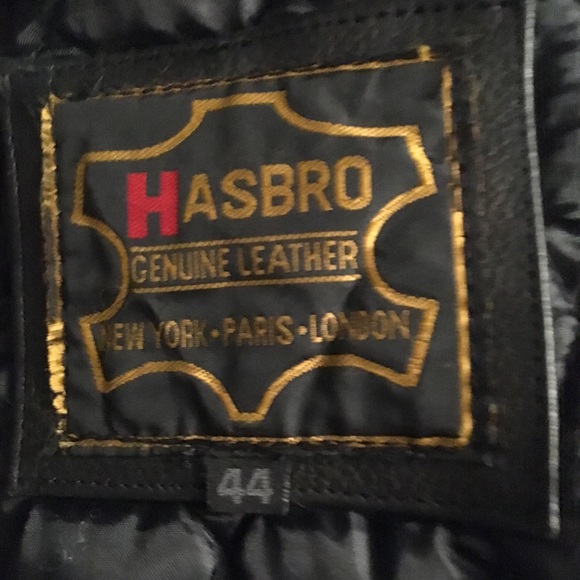 HASBRO
GENUINE LEATHER
NEW YORK•PARIS•LONDON
44